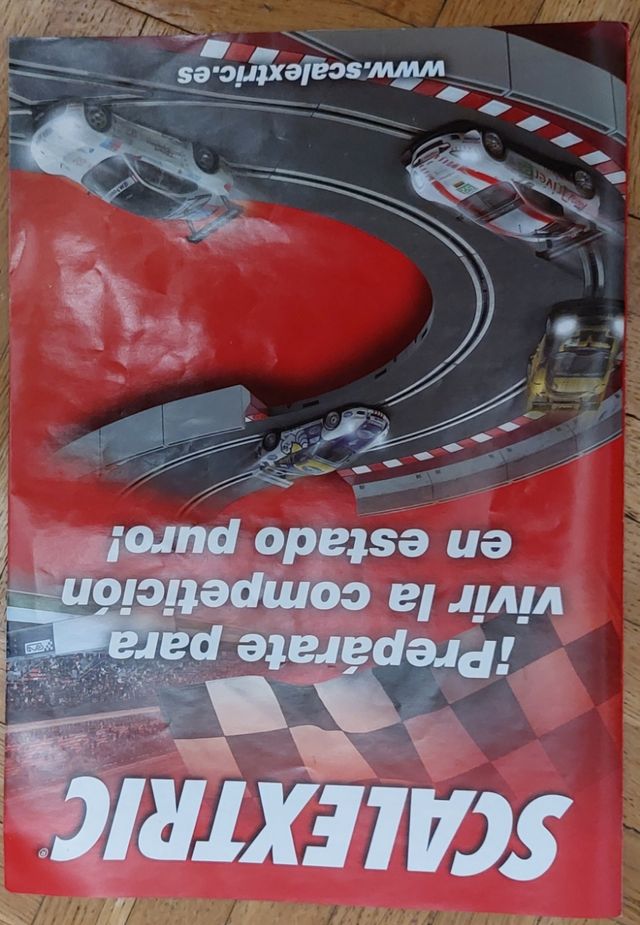 SCALEXTRIC®
¡Prepárate para
vivir la competición
en estado puro!
www.scalextric.es